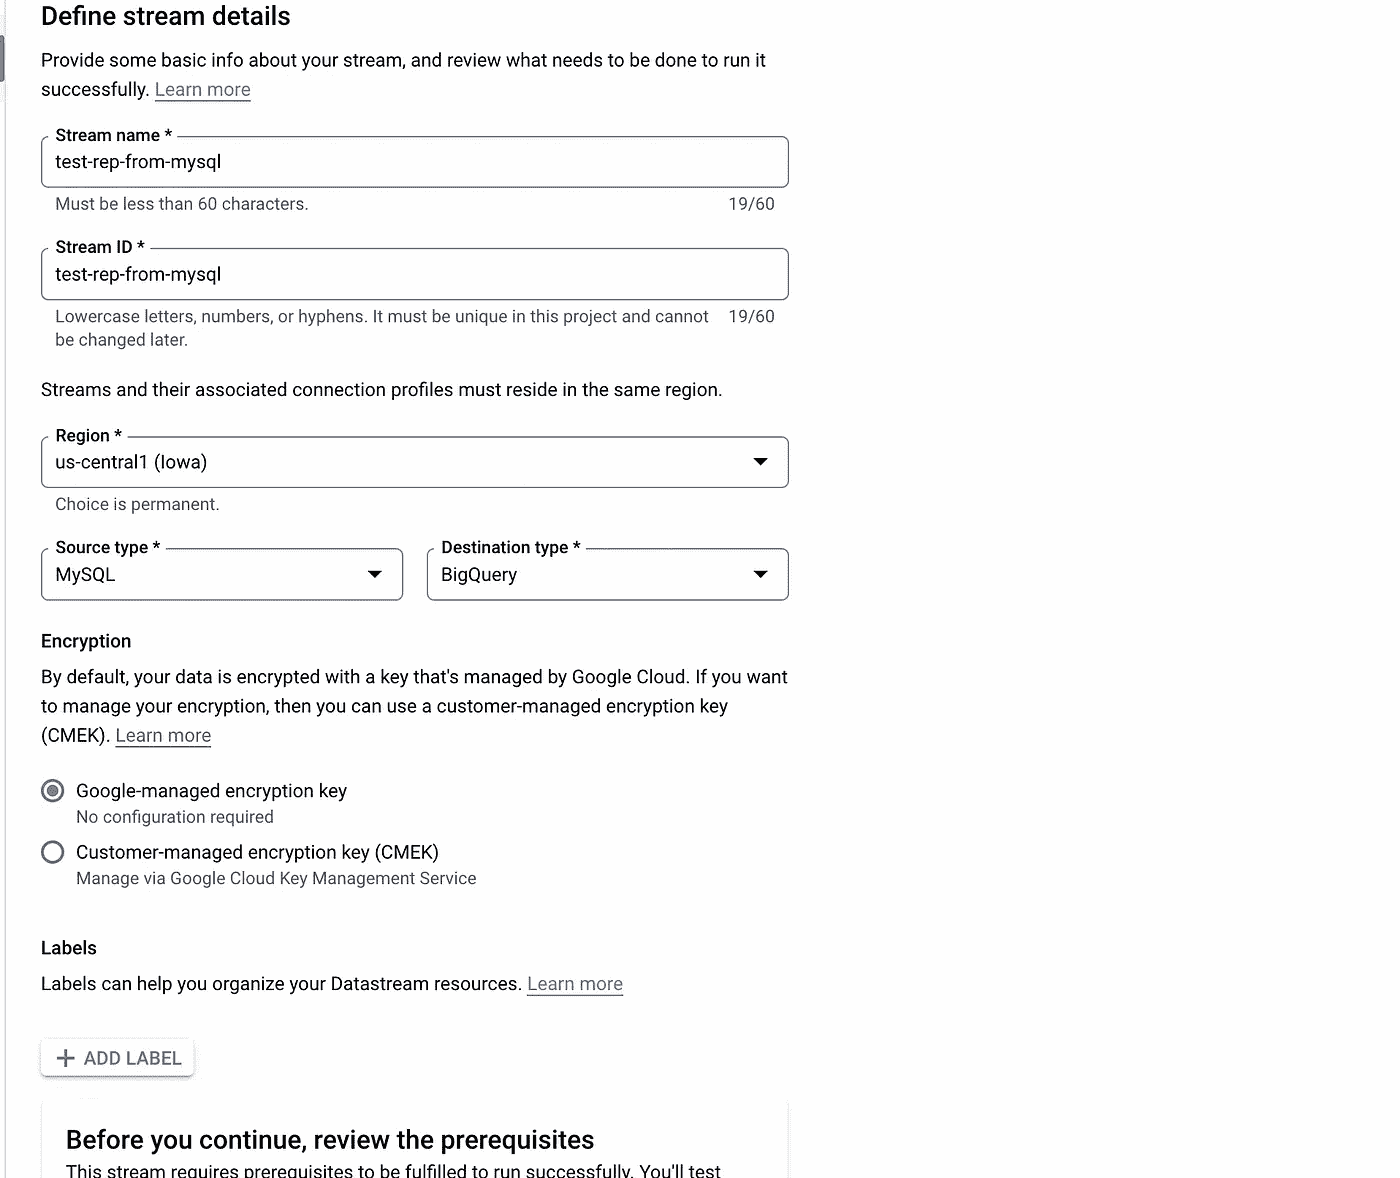 Define stream details
Provide some basic info about your stream, and review what needs to be done to run it
successfully. Learn more
Stream name *
test-rep-from-mysql
Must be less than 60 characters. 19/60
Stream ID *
test-rep-from-mysql
Lowercase letters, numbers, or hyphens. It must be unique in this project and cannot 19/60
be changed later.
Streams and their associated connection profiles must reside in the same region.
Region *
us-central1 (Iowa)
Choice is permanent.
Source type * Destination type *
MySQL BigQuery
Encryption
By default, your data is encrypted with a key that's managed by Google Cloud. If you want
to manage your encryption, then you can use a customer-managed encryption key
(CMEK). Learn more
Google-managed encryption key
No configuration required
Customer-managed encryption key (CMEK)
Manage via Google Cloud Key Management Service
Labels
Labels can help you organize your Datastream resources. Learn more
+ ADD LABEL
Before you continue, review the prerequisites
This stream requires prerequisites to be fulfilled to run successfully. You'll test